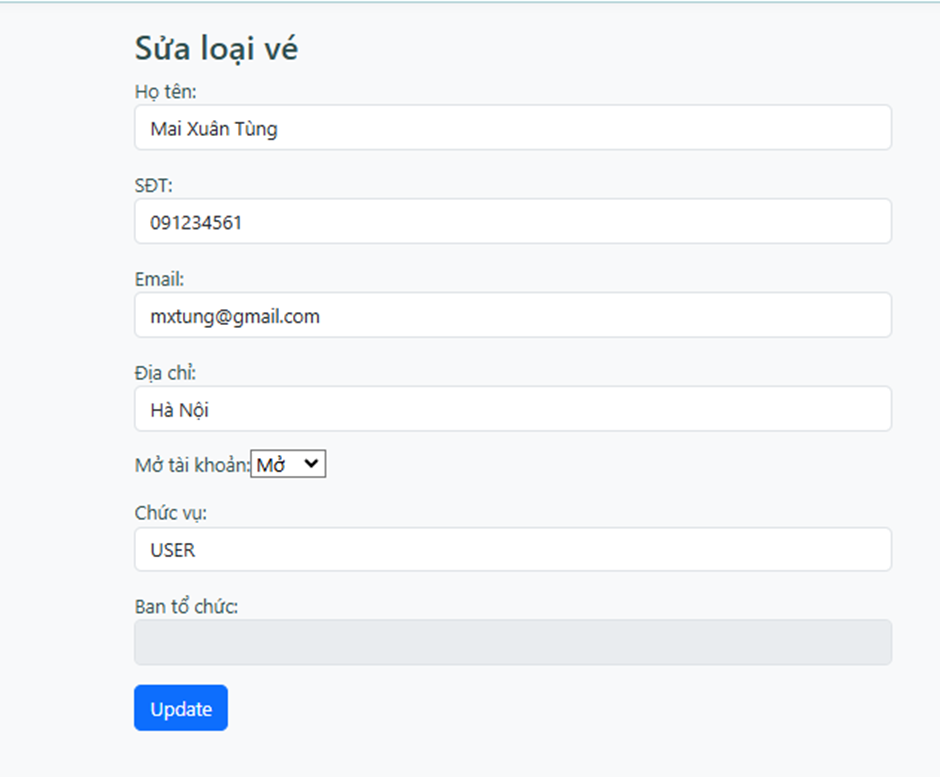 Sửa loại vé
Họ tên:
Mai Xuân Tùng
SĐT:
091234561
Email:
mxtung@gmail.com
Địa chỉ:
Hà Nội
Mở tài khoản: Mở
Chức vụ:
USER
Ban tổ chức:
Update